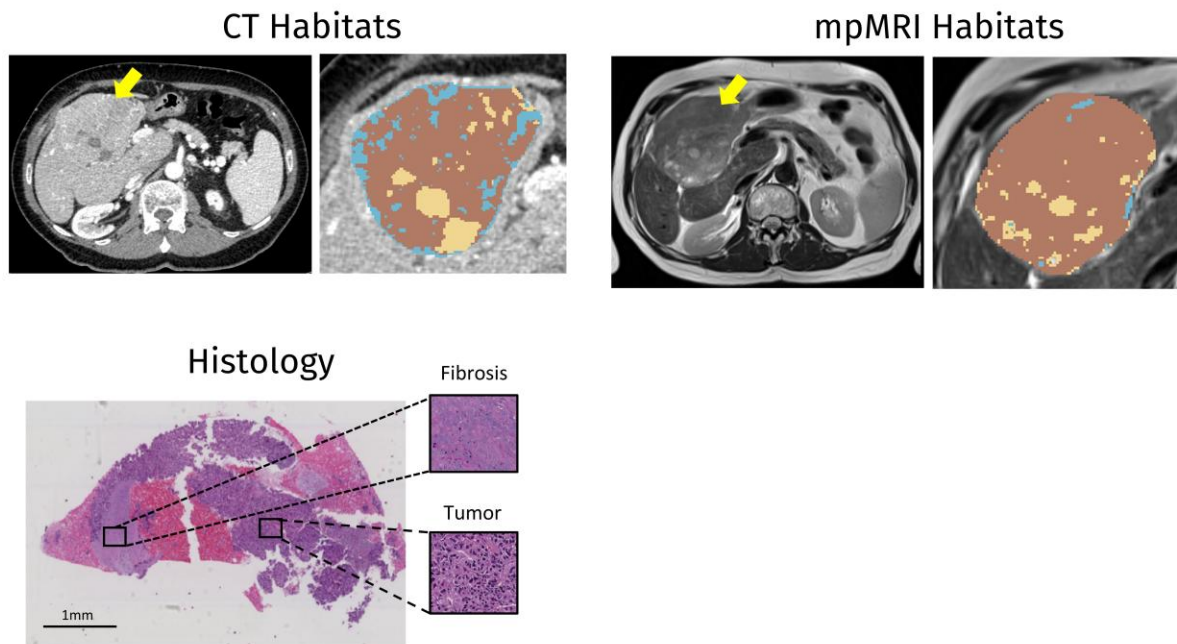 CT Habitats
mpMRI Habitats
Histology
Fibrosis
Tumor
1mm